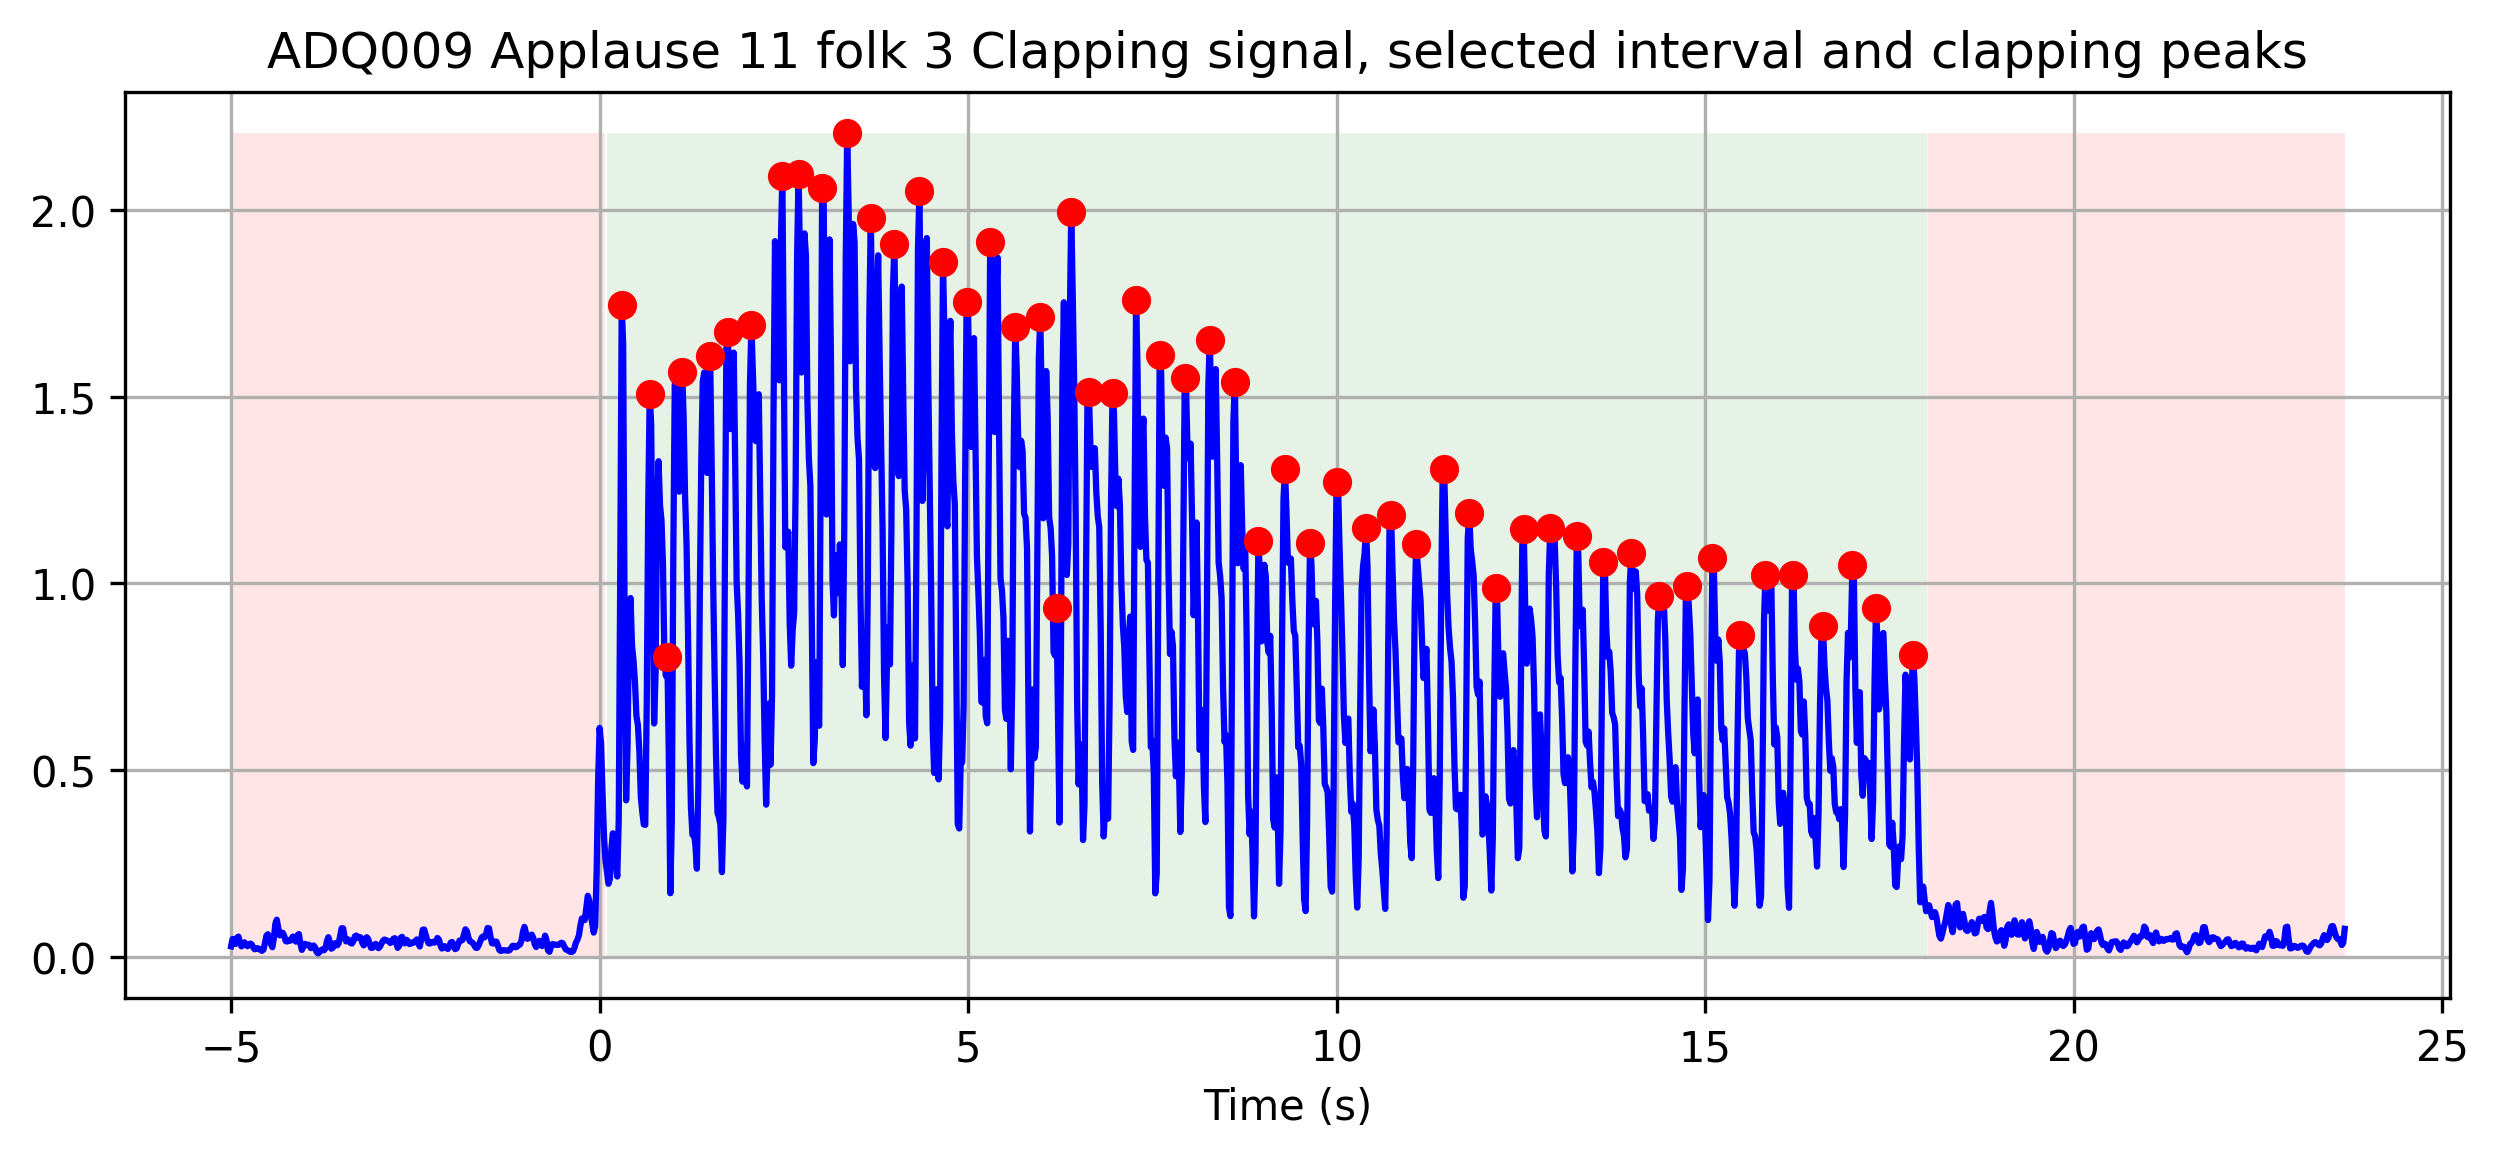 ADQ009 Applause 11 folk 3 Clapping signal, selected interval and clapping peaks
2.0
1.5
1.0
0.5
0.0
−5 0 5 10 15 20 25
Time (s)